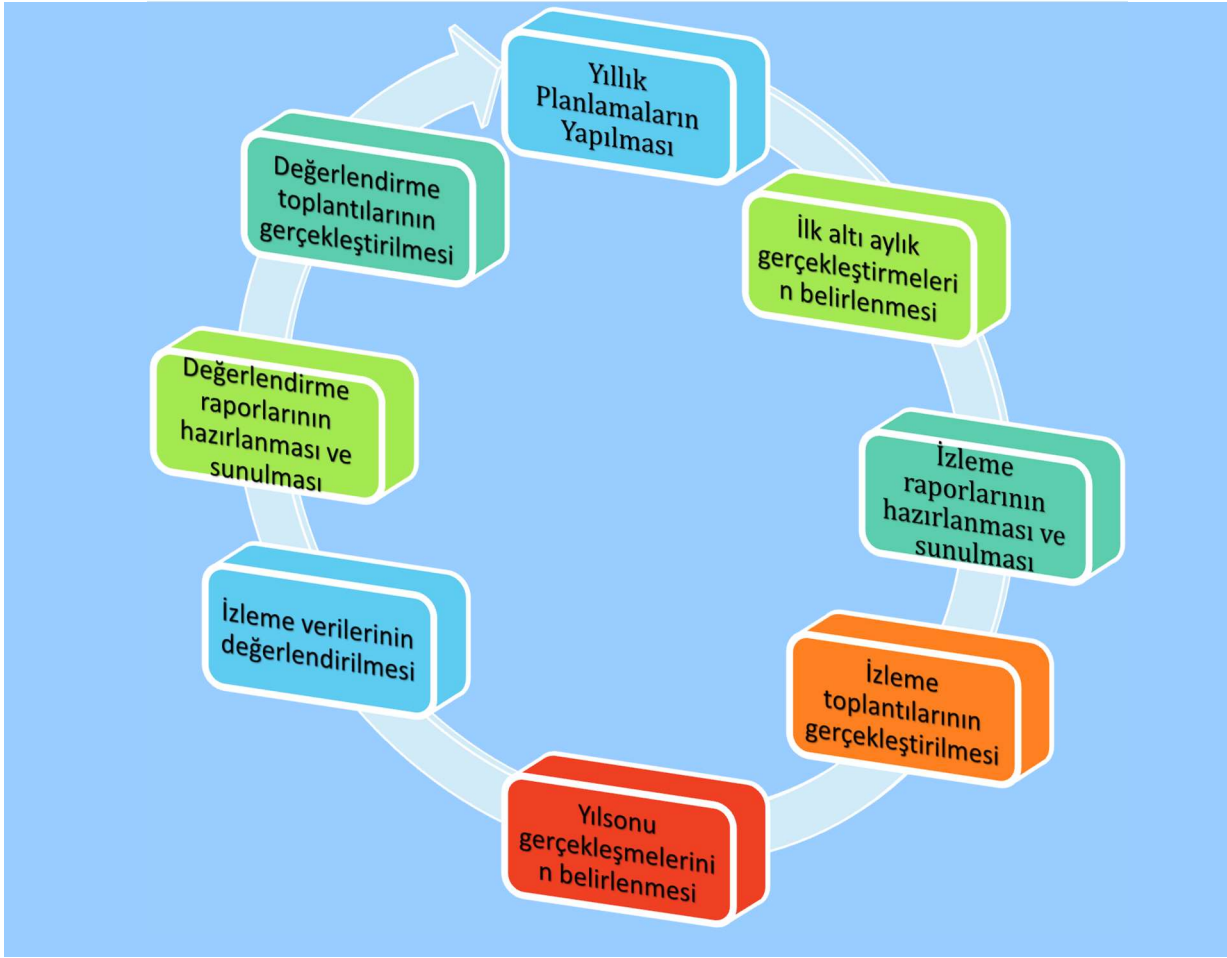 Yıllık
Planlamaların
Yapılması
İlk altı aylık
gerçekleştirmeleri
n belirlenmesi
İzleme
raporlarının
hazırlanması ve
sunulması
İzleme
toplantılarının
gerçekleştirilmesi
Yılsonu
gerçekleşmelerini
n belirlenmesi
İzleme verilerinin
değerlendirilmesi
Değerlendirme
raporlarının
hazırlanması ve
sunulması
Değerlendirme
toplantılarının
gerçekleştirilmesi